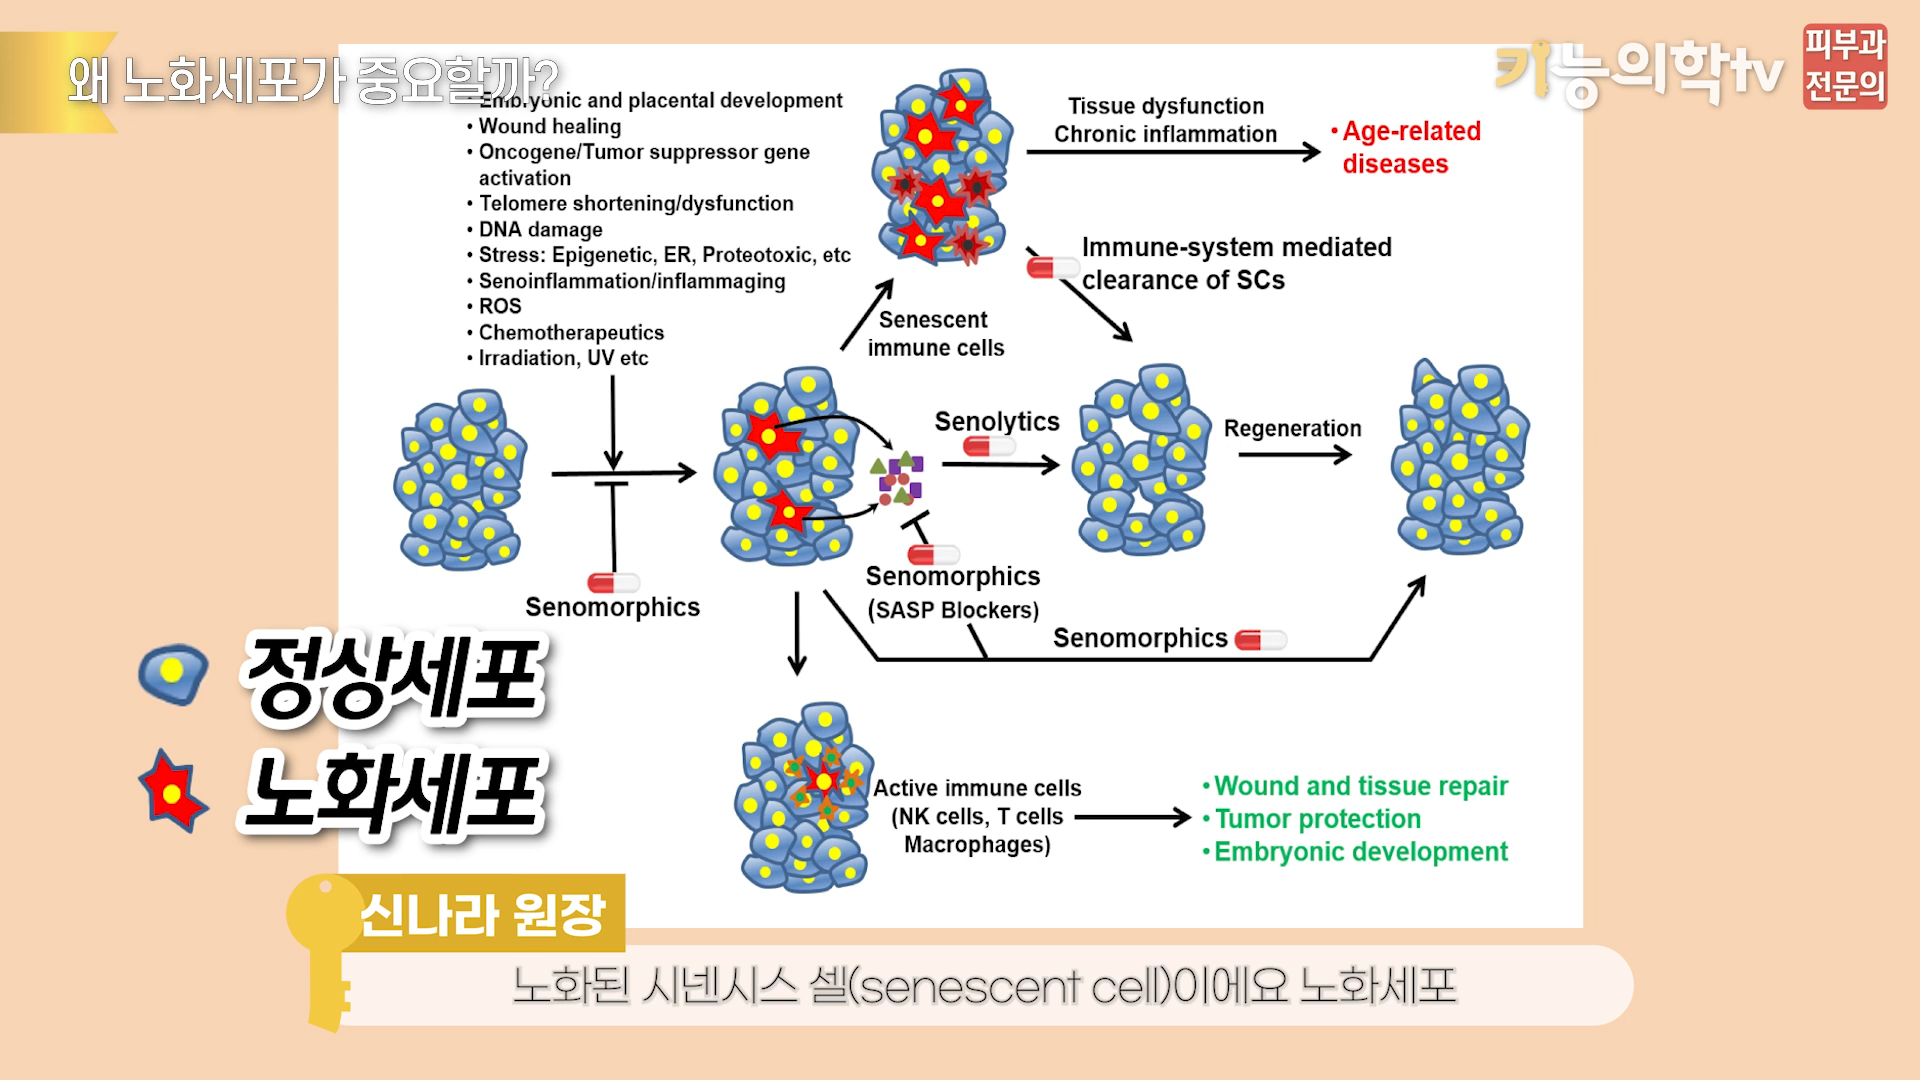 왜 노화세포가 중요할까?
키능의학tv
피부과
전문의
• Embryonic and placental development
• Wound healing
• Oncogene/Tumor suppressor gene
activation
• Telomere shortening/dysfunction
• DNA damage
• Stress: Epigenetic, ER, Proteotoxic, etc
• Senoinflammation/inflammaging
• ROS
• Chemotherapeutics
• Irradiation, UV etc
Tissue dysfunction
Chronic inflammation
• Age-related
diseases
Immune-system mediated
clearance of SCs
Senescent
immune cells
Senolytics
Regeneration
Senomorphics
Senomorphics
(SASP Blockers)
Senomorphics
정상세포
노화세포
Active immune cells
(NK cells, T cells
Macrophages)
• Wound and tissue repair
• Tumor protection
• Embryonic development
신나라 원장
노화된 시넨시스 셀(senescent cell)이에요 노화세포